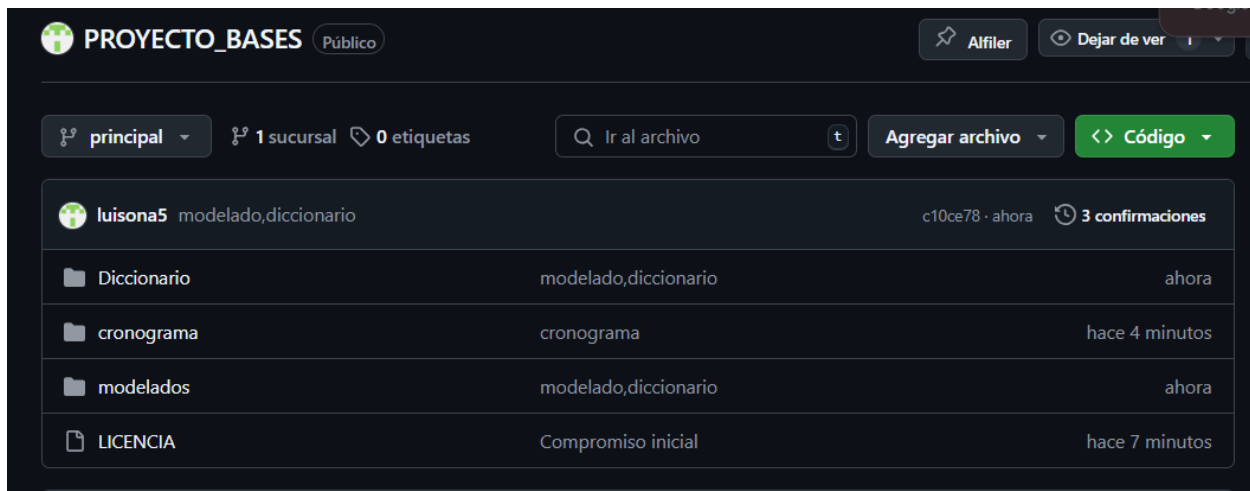 PROYECTO_BASES Público Alfiler Dejar de ver 1
principal 1 sucursal 0 etiquetas Ir al archivo t Agregar archivo Código
luisona5 modelado,diccionario c10ce78 · ahora 3 confirmaciones
Diccionario modelado,diccionario ahora
cronograma cronograma hace 4 minutos
modelados modelado,diccionario ahora
LICENCIA Compromiso inicial hace 7 minutos